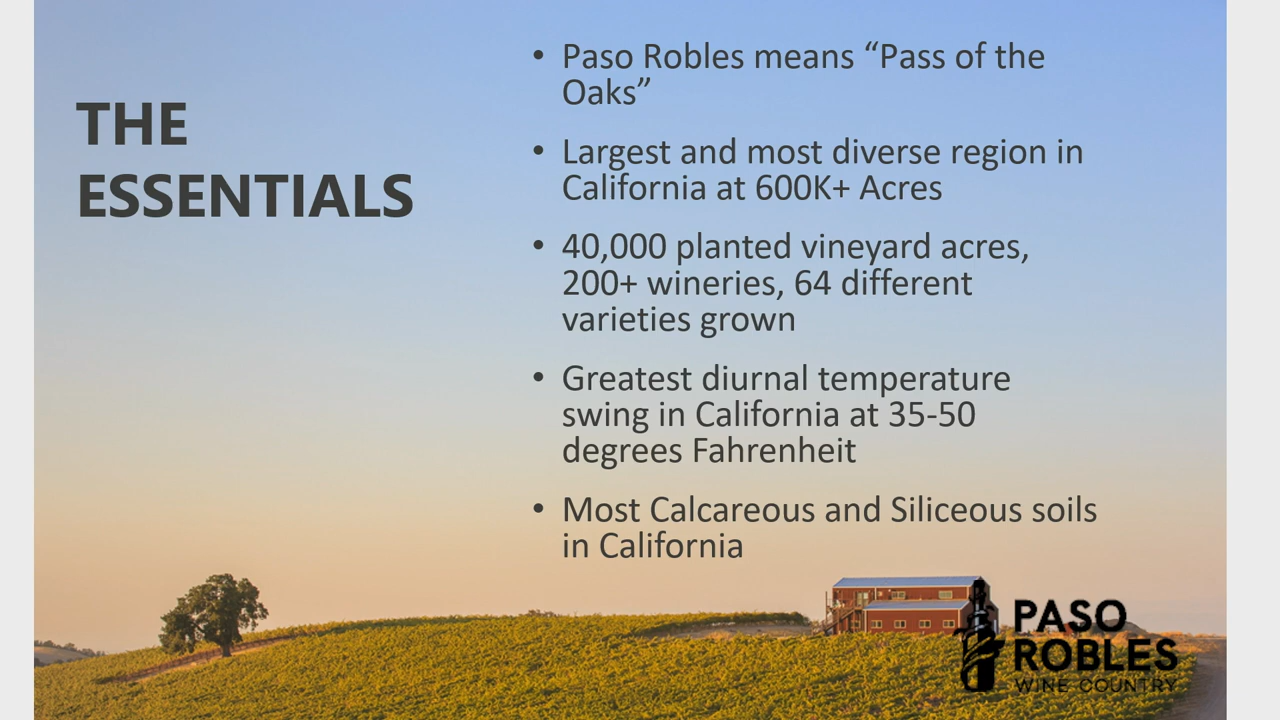 THE
ESSENTIALS
• Paso Robles means “Pass of the
Oaks”
• Largest and most diverse region in
California at 600K+ Acres
• 40,000 planted vineyard acres,
200+ wineries, 64 different
varieties grown
• Greatest diurnal temperature
swing in California at 35-50
degrees Fahrenheit
• Most Calcareous and Siliceous soils
in California
PASO
ROBLES
WINE COUNTRY